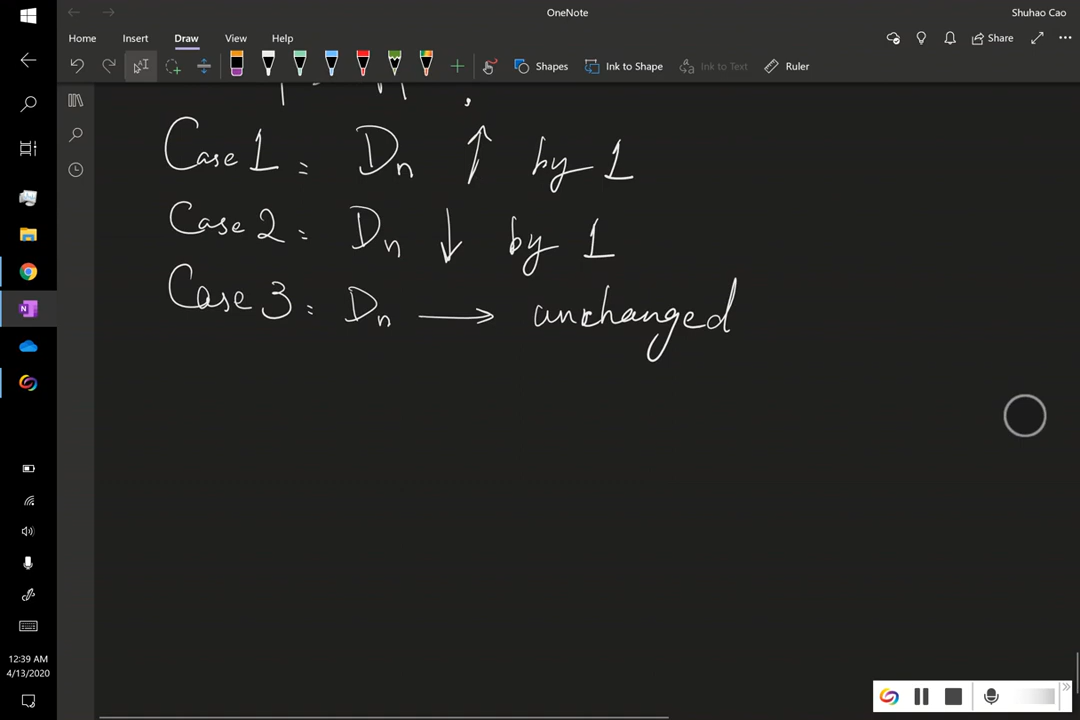 OneNote
Shuhao Cao
Home Insert Draw View Help
Share
Shapes Ink to Shape Ink to Text Ruler
Case 1: Dn ↑ by 1
Case 2: Dn ↓ by 1
Case 3: Dn → unchanged
12:39 AM
4/13/2020